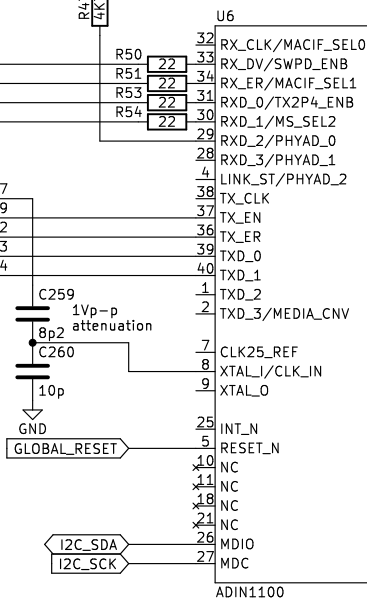 U6
R4
4K
32 RX_CLK/MACIF_SEL0
R50 22 33 RX_DV/SWPD_ENB
R51 22 34 RX_ER/MACIF_SEL1
R53 22 31 RXD_0/TX2P4_ENB
R54 22 30 RXD_1/MS_SEL2
29 RXD_2/PHYAD_0
28 RXD_3/PHYAD_1
4 LINK_ST/PHYAD_2
7 38 TX_CLK
9 37 TX_EN
2 36 TX_ER
3 39 TXD_0
4 40 TXD_1
C259 1 TXD_2
1Vp-p 2 TXD_3/MEDIA_CNV
attenuation
8p2
C260 7 CLK25_REF
8 XTAL_I/CLK_IN
10p 9 XTAL_O
GND 25 INT_N
GLOBAL_RESET 5 RESET_N
10 NC
11 NC
18 NC
21 NC
I2C_SDA 26 MDIO
I2C_SCK 27 MDC
ADIN1100